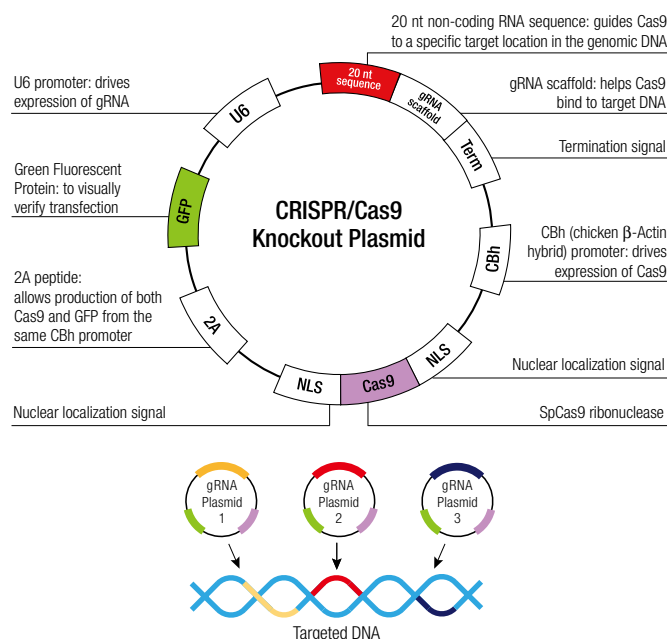 20 nt non-coding RNA sequence: guides Cas9
to a specific target location in the genomic DNA
U6 promoter: drives
expression of gRNA
gRNA scaffold: helps Cas9
bind to target DNA
Termination signal
Green Fluorescent
Protein: to visually
verify transfection
CBh (chicken β-Actin
hybrid) promoter: drives
expression of Cas9
2A peptide:
allows production of both
Cas9 and GFP from the
same CBh promoter
Nuclear localization signal
Nuclear localization signal
SpCas9 ribonuclease
CRISPR/Cas9
Knockout Plasmid
20 nt
sequence
gRNA
scaffold
Term
CBh
NLS
Cas9
NLS
2A
GFP
U6
gRNA
Plasmid
1
gRNA
Plasmid
2
gRNA
Plasmid
3
Targeted DNA